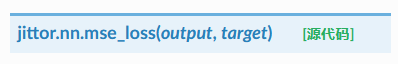 jittor.nn.mse_loss(output, target) [源代码]